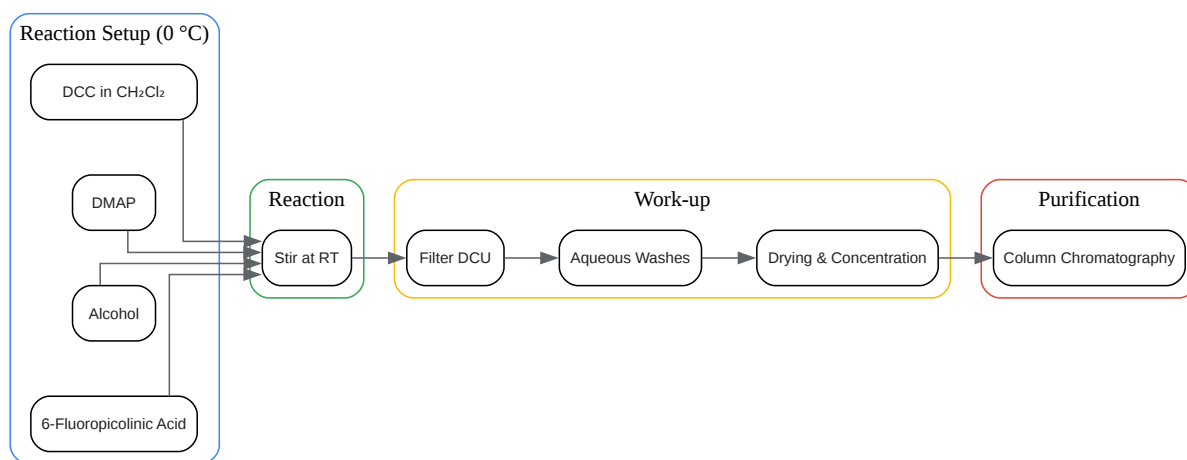 Reaction Setup (0 °C)
DCC in CH₂Cl₂
DMAP
Alcohol
6-Fluoropicolinic Acid
Reaction
Stir at RT
Work-up
Filter DCU
Aqueous Washes
Drying & Concentration
Purification
Column Chromatography